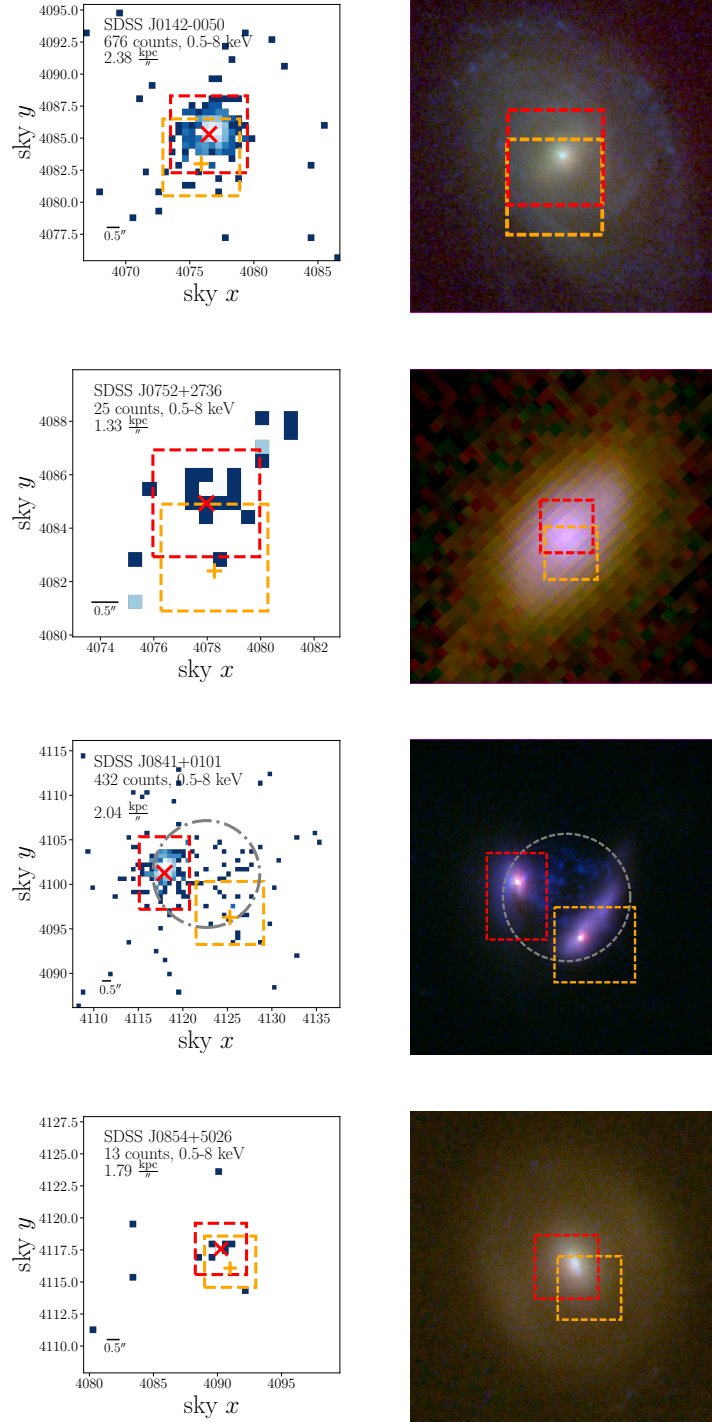 SDSS J0142-0050
676 counts, 0.5-8 keV
2.38 kpc/″
0.5″
4095.0
4092.5
4090.0
4087.5
4085.0
4082.5
4080.0
4077.5
sky y
4070 4075 4080 4085
sky x
SDSS J0752+2736
25 counts, 0.5-8 keV
1.33 kpc/″
0.5″
4088
4086
4084
4082
4080
sky y
4074 4076 4078 4080 4082
sky x
SDSS J0841+0101
432 counts, 0.5-8 keV
2.04 kpc/″
0.5″
4115
4110
4105
4100
4095
4090
sky y
4110 4115 4120 4125 4130 4135
sky x
SDSS J0854+5026
13 counts, 0.5-8 keV
1.79 kpc/″
0.5″
4127.5
4125.0
4122.5
4120.0
4117.5
4115.0
4112.5
4110.0
sky y
4080 4085 4090 4095
sky x